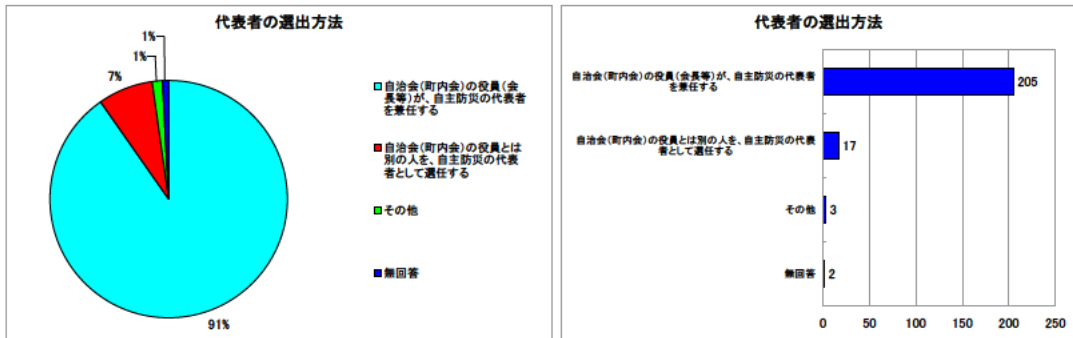 代表者の選出方法
1%
1%
7%
91%
自治会(町内会)の役員(会
長等)が、自主防災の代表者
を兼任する
自治会(町内会)の役員とは
別の人を、自主防災の代表
者として選任する
その他
無回答
代表者の選出方法
自治会(町内会)の役員(会長等)が、自主防災の代表者
を兼任する
205
自治会(町内会)の役員とは別の人を、自主防災の代表
者として選任する
17
その他
3
無回答
2
0 50 100 150 200 250